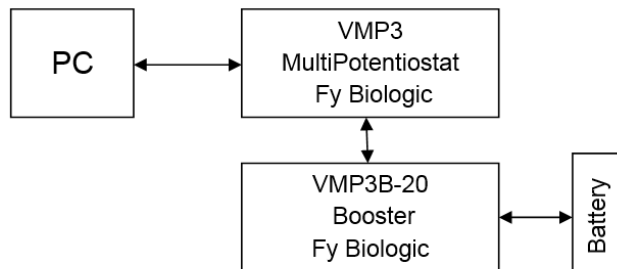 PC
VMP3
MultiPotentiostat
Fy Biologic
VMP3B-20
Booster
Fy Biologic
Battery